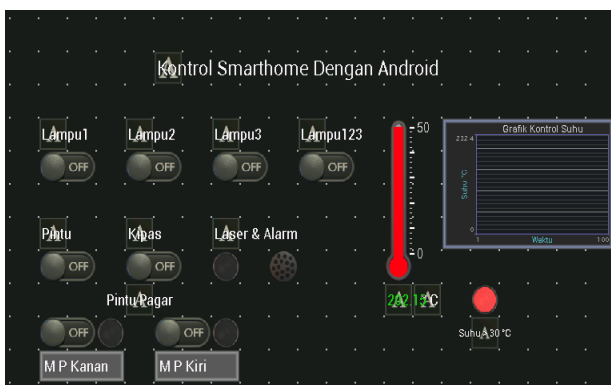 Kontrol Smarthome Dengan Android
Lampu1 Lampu2 Lampu3 Lampu123
OFF OFF OFF OFF
50
0
Grafik Kontrol Suhu
232.4
Suhu °C
0
1 Waktu 100
Pintu Kipas Laser & Alarm
OFF OFF
Pintu Pagar
°C
OFF OFF
Suhu 30 °C
M P Kanan M P Kiri